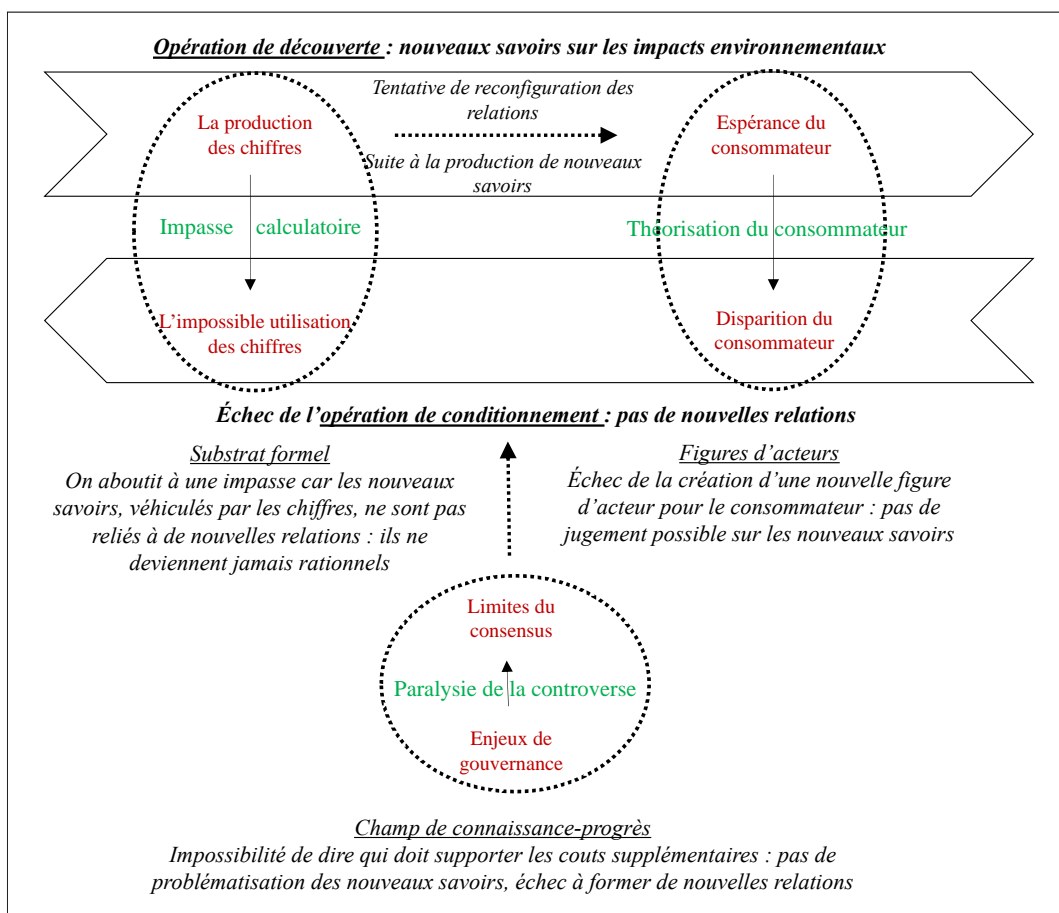 Opération de découverte : nouveaux savoirs sur les impacts environnementaux
Tentative de reconfiguration des
relations
La production
des chiffres
Espérance du
consommateur
Suite à la production de nouveaux
savoirs
Impasse calculatoire
Théorisation du consommateur
L'impossible utilisation
des chiffres
Disparition du
consommateur
Échec de l'opération de conditionnement : pas de nouvelles relations
Substrat formel
On aboutit à une impasse car les nouveaux
savoirs, véhiculés par les chiffres, ne sont pas
reliés à de nouvelles relations : ils ne
deviennent jamais rationnels
Figures d'acteurs
Échec de la création d'une nouvelle figure
d'acteur pour le consommateur : pas de
jugement possible sur les nouveaux savoirs
Limites du
consensus
Paralysie de la controverse
Enjeux de
gouvernance
Champ de connaissance-progrès
Impossibilité de dire qui doit supporter les couts supplémentaires : pas de
problématisation des nouveaux savoirs, échec à former de nouvelles relations